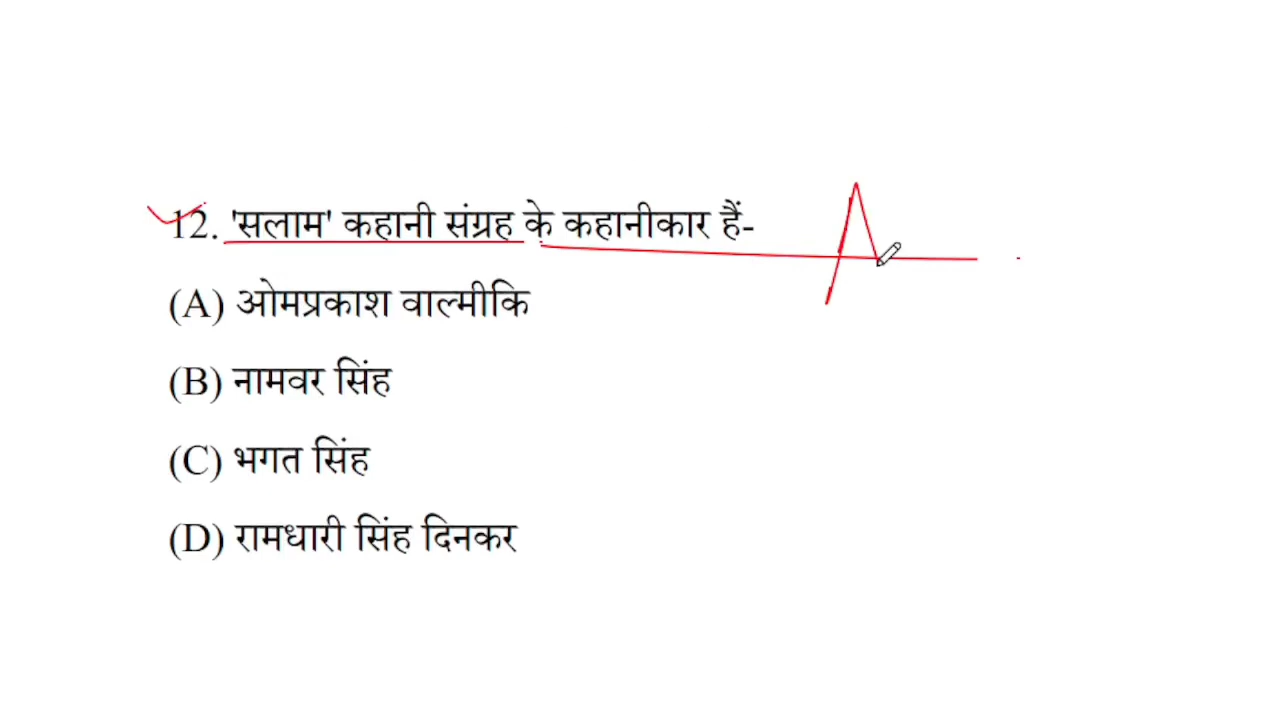 12. 'सलाम' कहानी संग्रह के कहानीकार हैं-
A
(A) ओमप्रकाश वाल्मीकि
(B) नामवर सिंह
(C) भगत सिंह
(D) रामधारी सिंह दिनकर